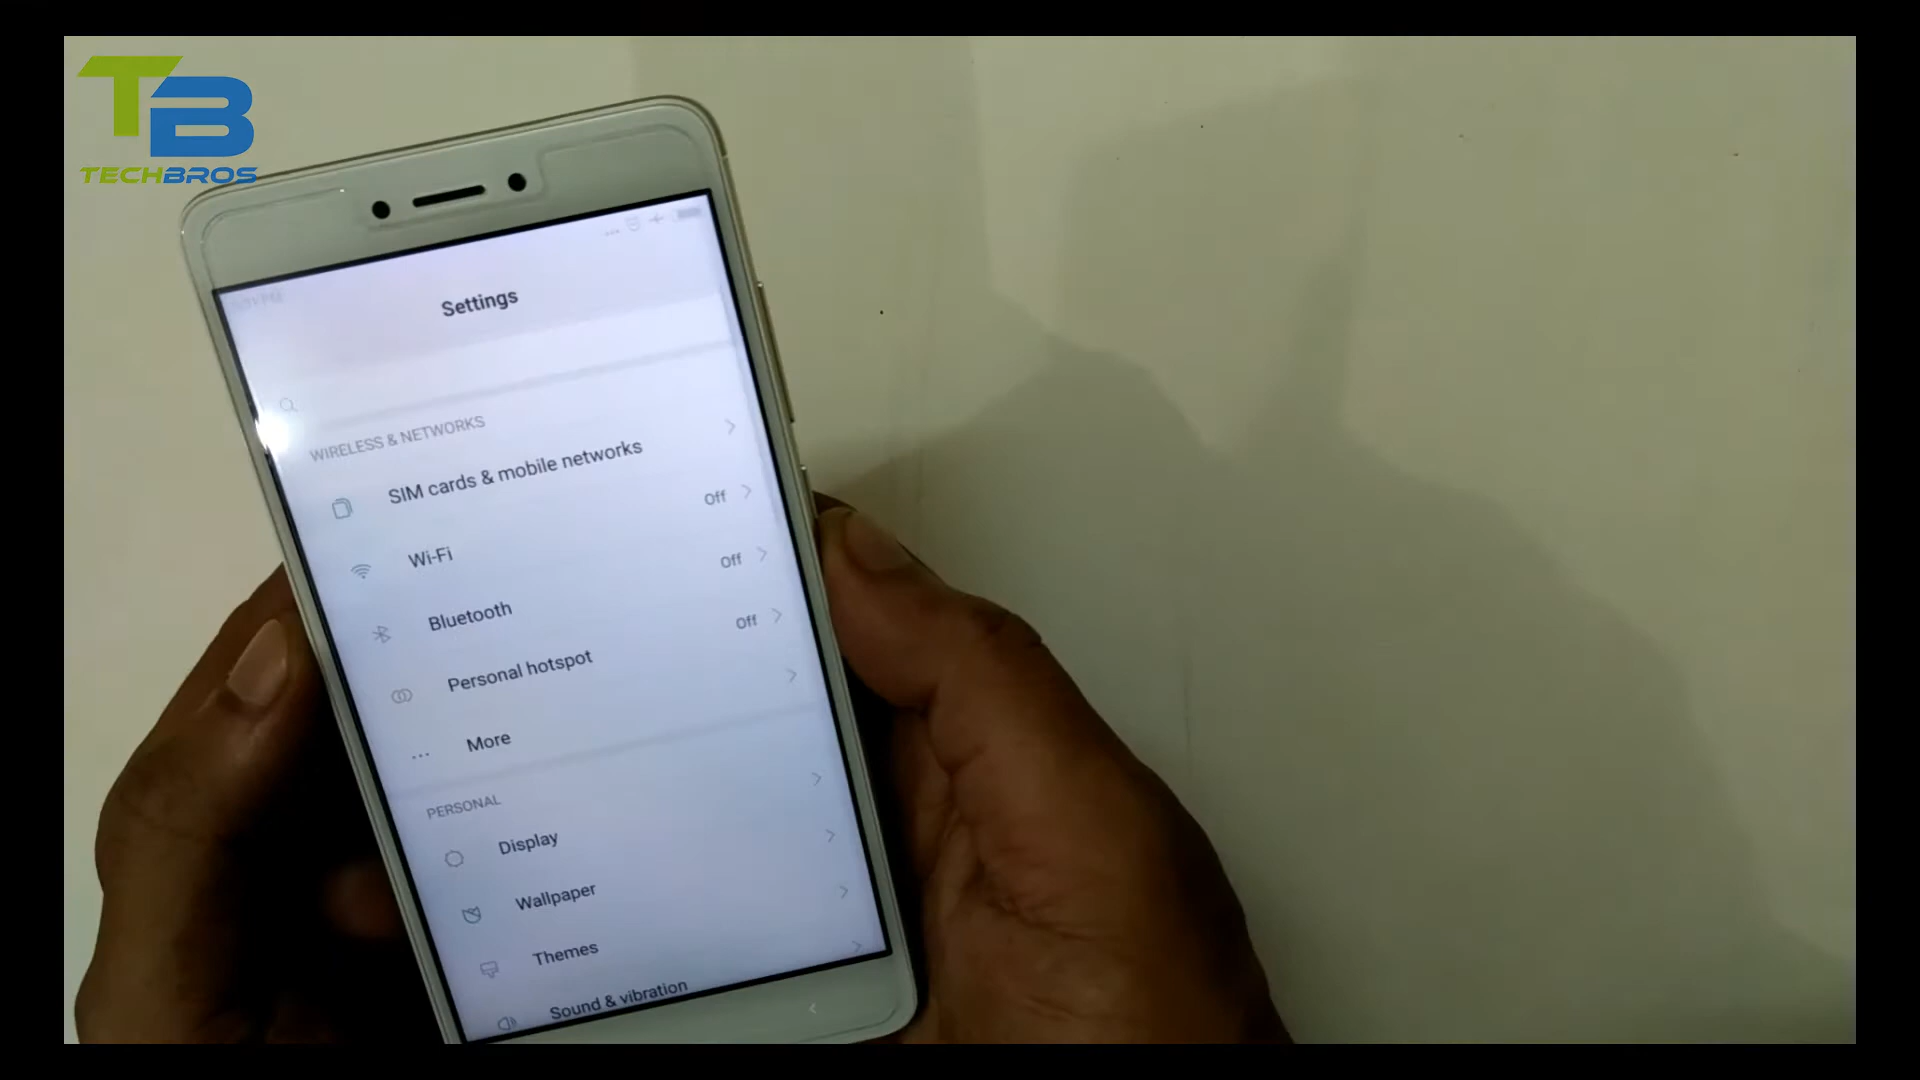 TB
TECHBROS
Settings
WIRELESS & NETWORKS
SIM cards & mobile networks
Wi-Fi
Off
Bluetooth
Off
Personal hotspot
Off
More
PERSONAL
Display
Wallpaper
Themes
Sound & vibration